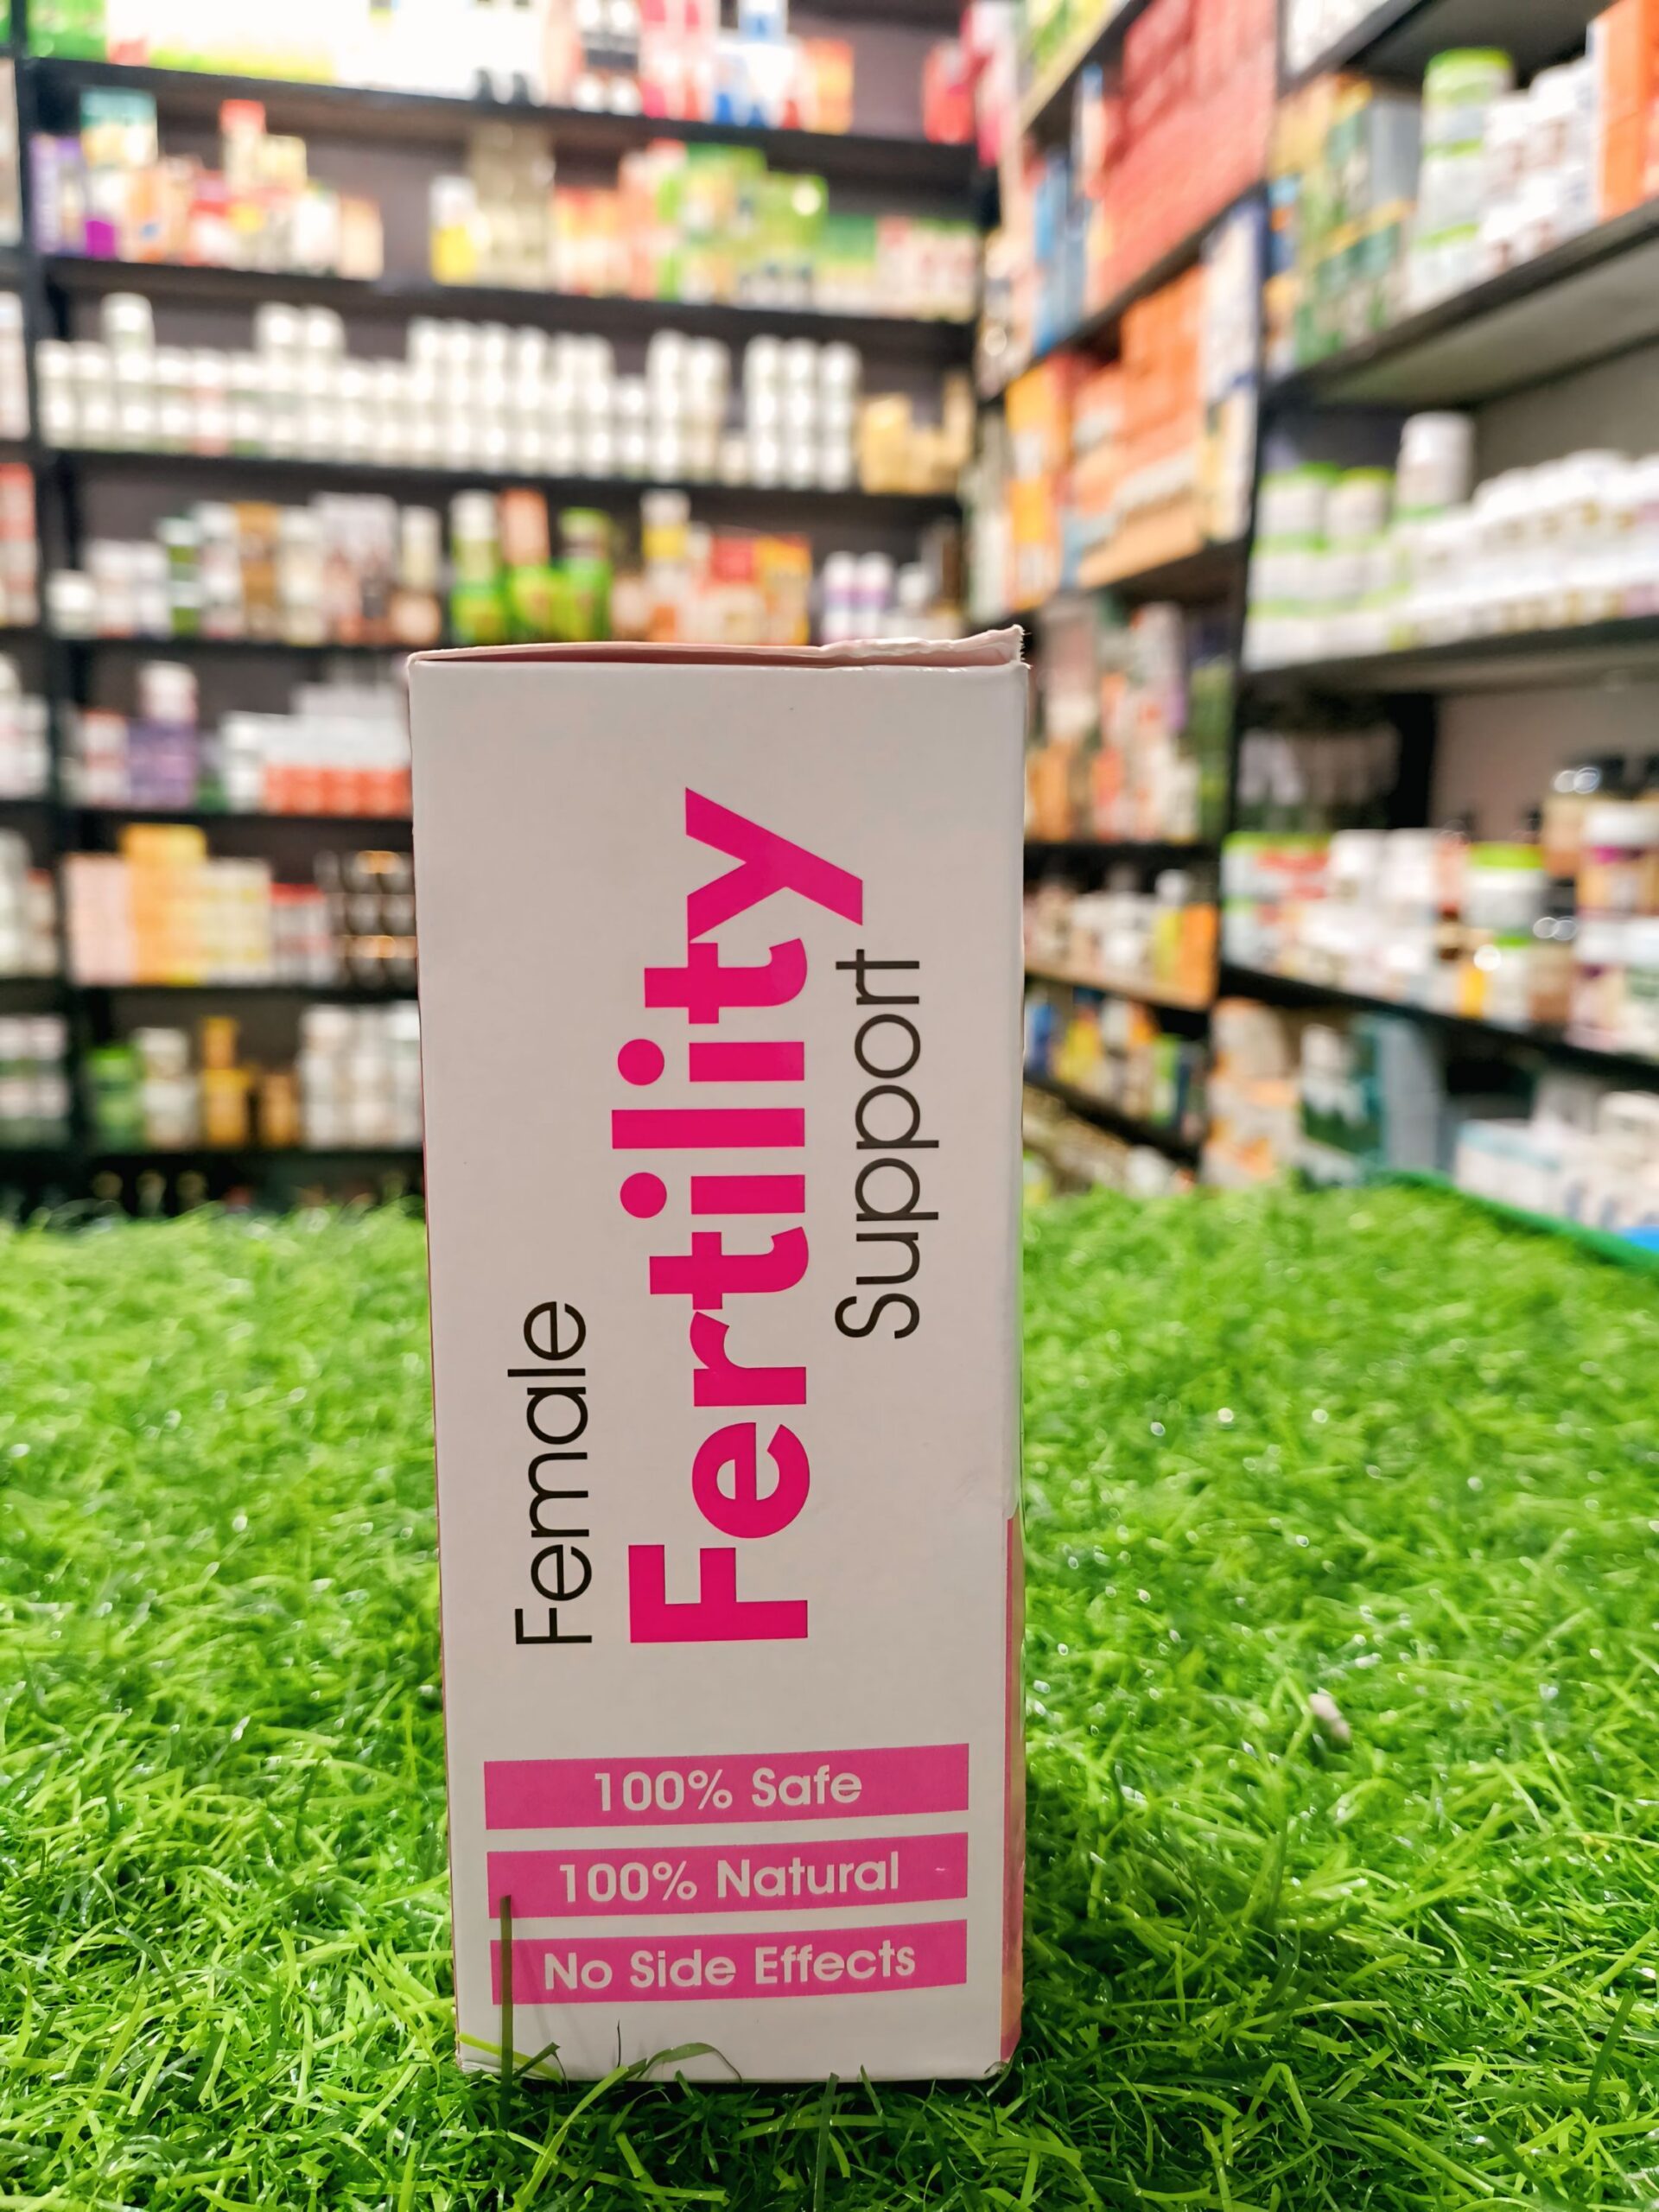 Female
Fertility
Support
100% Safe
100% Natural
No Side Effects